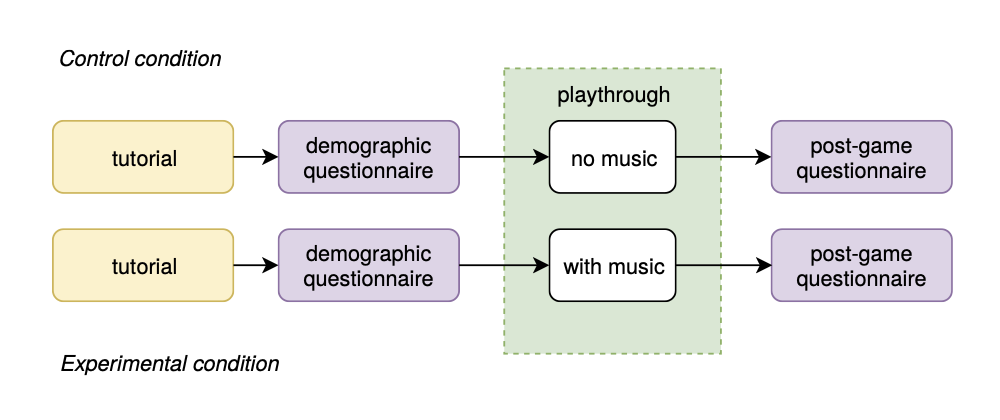 Control condition
playthrough
tutorial
demographic
questionnaire
no music
post-game
questionnaire
tutorial
demographic
questionnaire
with music
post-game
questionnaire
Experimental condition